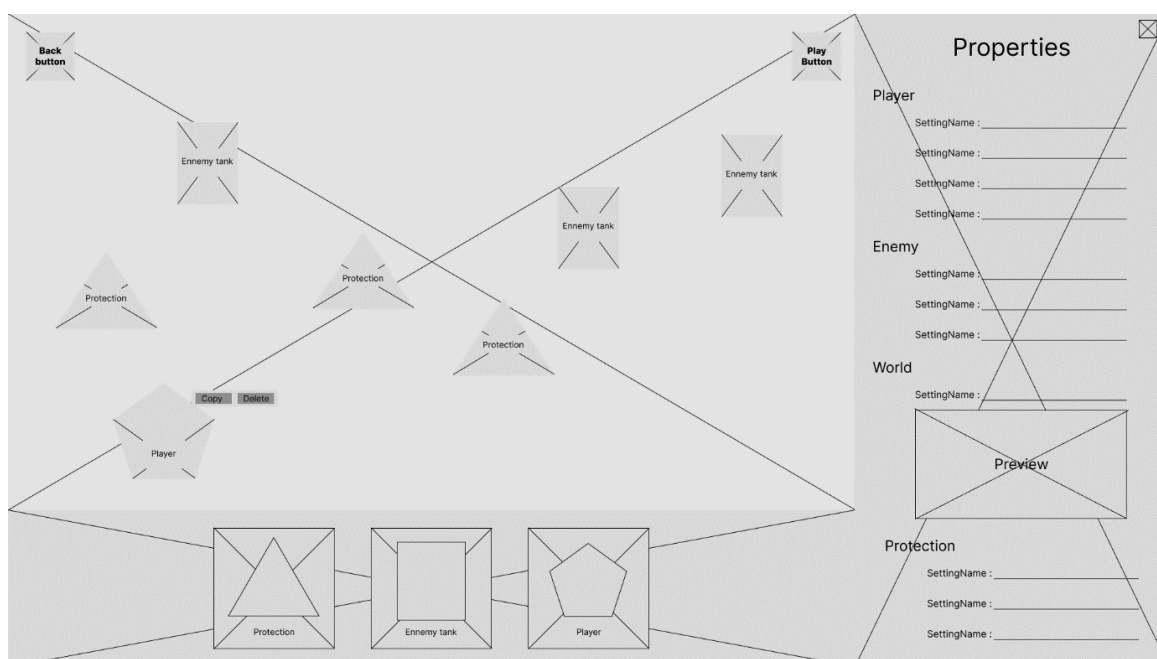 Back
button
Play
Button
Ennemy tank
Ennemy tank
Ennemy tank
Protection
Protection
Protection
Copy
Delete
Player
Protection
Ennemy tank
Player
Properties
Player
SettingName :
SettingName :
SettingName :
SettingName :
Enemy
SettingName :
SettingName :
SettingName :
World
SettingName :
Preview
Protection
SettingName :
SettingName :
SettingName :